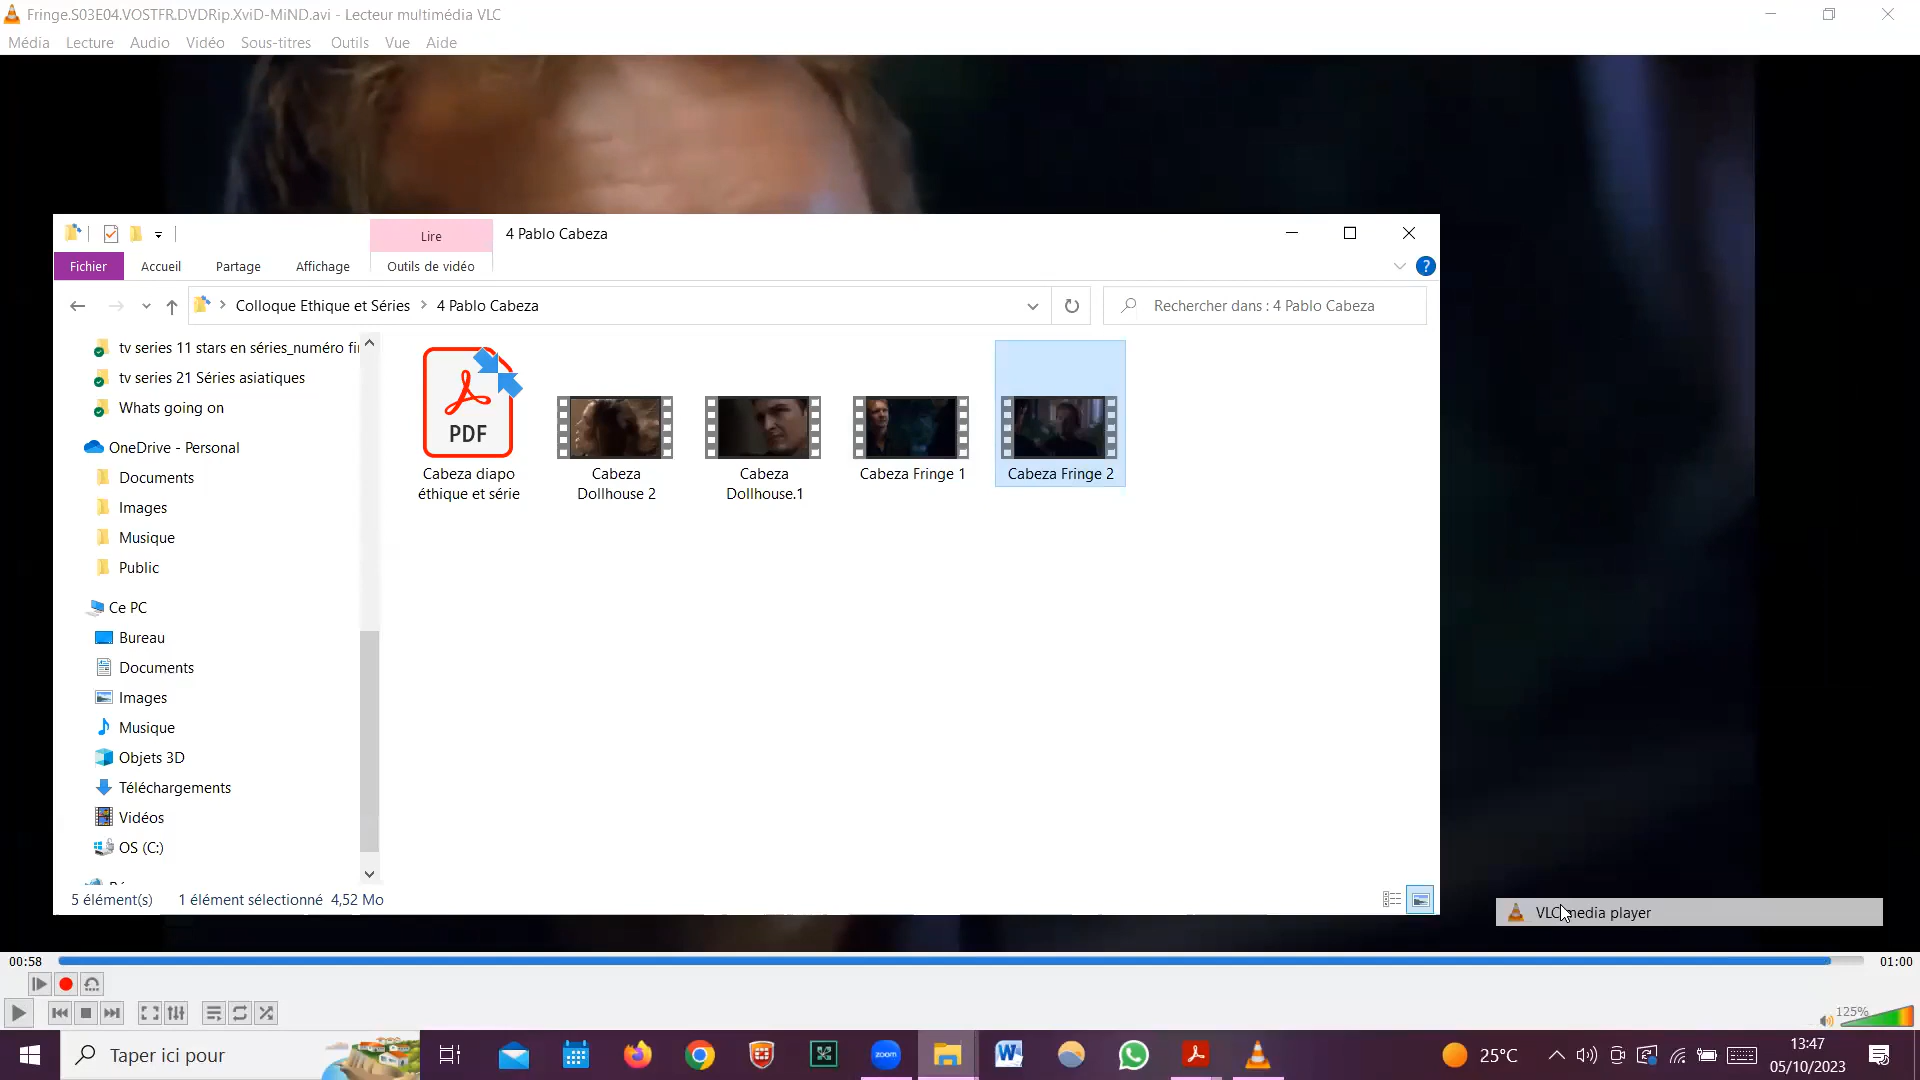 Fringe.S03E04.VOSTFR.DVDRip.XviD-MiND.avi - Lecteur multimédia VLC
Média Lecture Audio Vidéo Sous-titres Outils Vue Aide
Lire
4 Pablo Cabeza
Fichier Accueil Partage Affichage Outils de vidéo
?
Colloque Ethique et Séries > 4 Pablo Cabeza
Rechercher dans : 4 Pablo Cabeza
tv series 11 stars en séries_numéro fi
tv series 21 Séries asiatiques
Whats going on
OneDrive - Personal
Documents
Images
Musique
Public
Ce PC
Bureau
Documents
Images
Musique
Objets 3D
Téléchargements
Vidéos
OS (C:)
PDF
Cabeza diapo
éthique et série
Cabeza
Dollhouse 2
Cabeza
Dollhouse.1
Cabeza Fringe 1
Cabeza Fringe 2
5 élément(s) 1 élément sélectionné 4,52 Mo
VLC media player
00:58
01:00
125%
Taper ici pour
zoom
25°C
13:47
05/10/2023